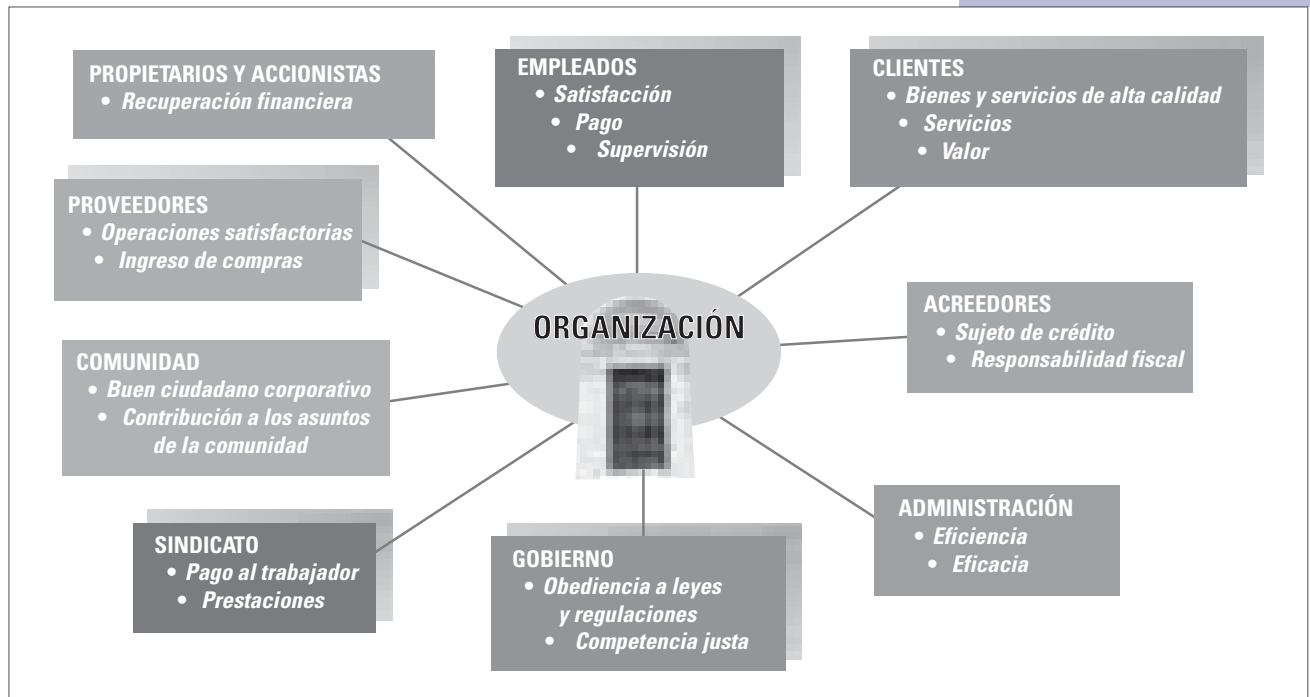 PROPIETARIOS Y ACCIONISTAS
• Recuperación financiera
EMPLEADOS
• Satisfacción
• Pago
• Supervisión
CLIENTES
• Bienes y servicios de alta calidad
• Servicios
• Valor
PROVEEDORES
• Operaciones satisfactorias
• Ingreso de compras
ORGANIZACIÓN
ACREEDORES
• Sujeto de crédito
• Responsabilidad fiscal
COMUNIDAD
• Buen ciudadano corporativo
• Contribución a los asuntos
de la comunidad
ADMINISTRACIÓN
• Eficiencia
• Eficacia
SINDICATO
• Pago al trabajador
• Prestaciones
GOBIERNO
• Obediencia a leyes
y regulaciones
• Competencia justa